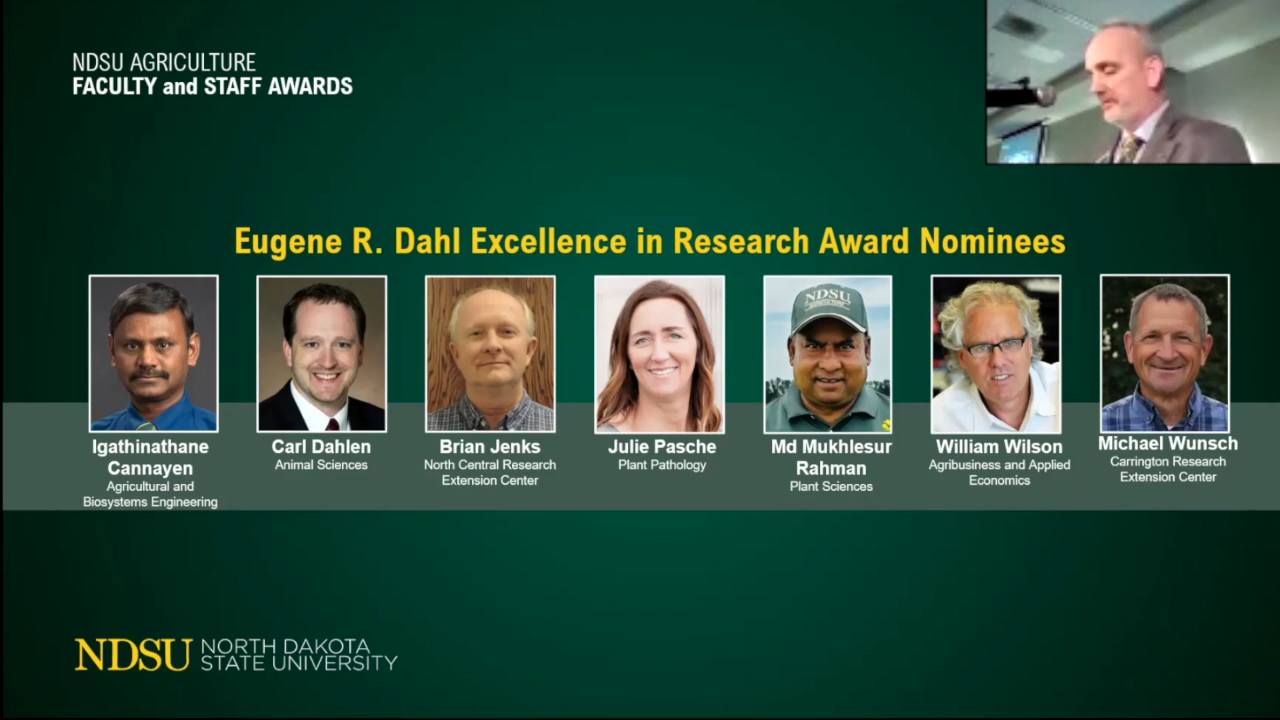 NDSU AGRICULTURE
FACULTY and STAFF AWARDS
Eugene R. Dahl Excellence in Research Award Nominees
NDSU
Igathinathane
Cannayen
Agricultural and
Biosystems Engineering
Carl Dahlen
Animal Sciences
Brian Jenks
North Central Research
Extension Center
Julie Pasche
Plant Pathology
Md Mukhlesur
Rahman
Plant Sciences
William Wilson
Agribusiness and Applied
Economics
Michael Wunsch
Carrington Research
Extension Center
NDSU NORTH DAKOTA
STATE UNIVERSITY